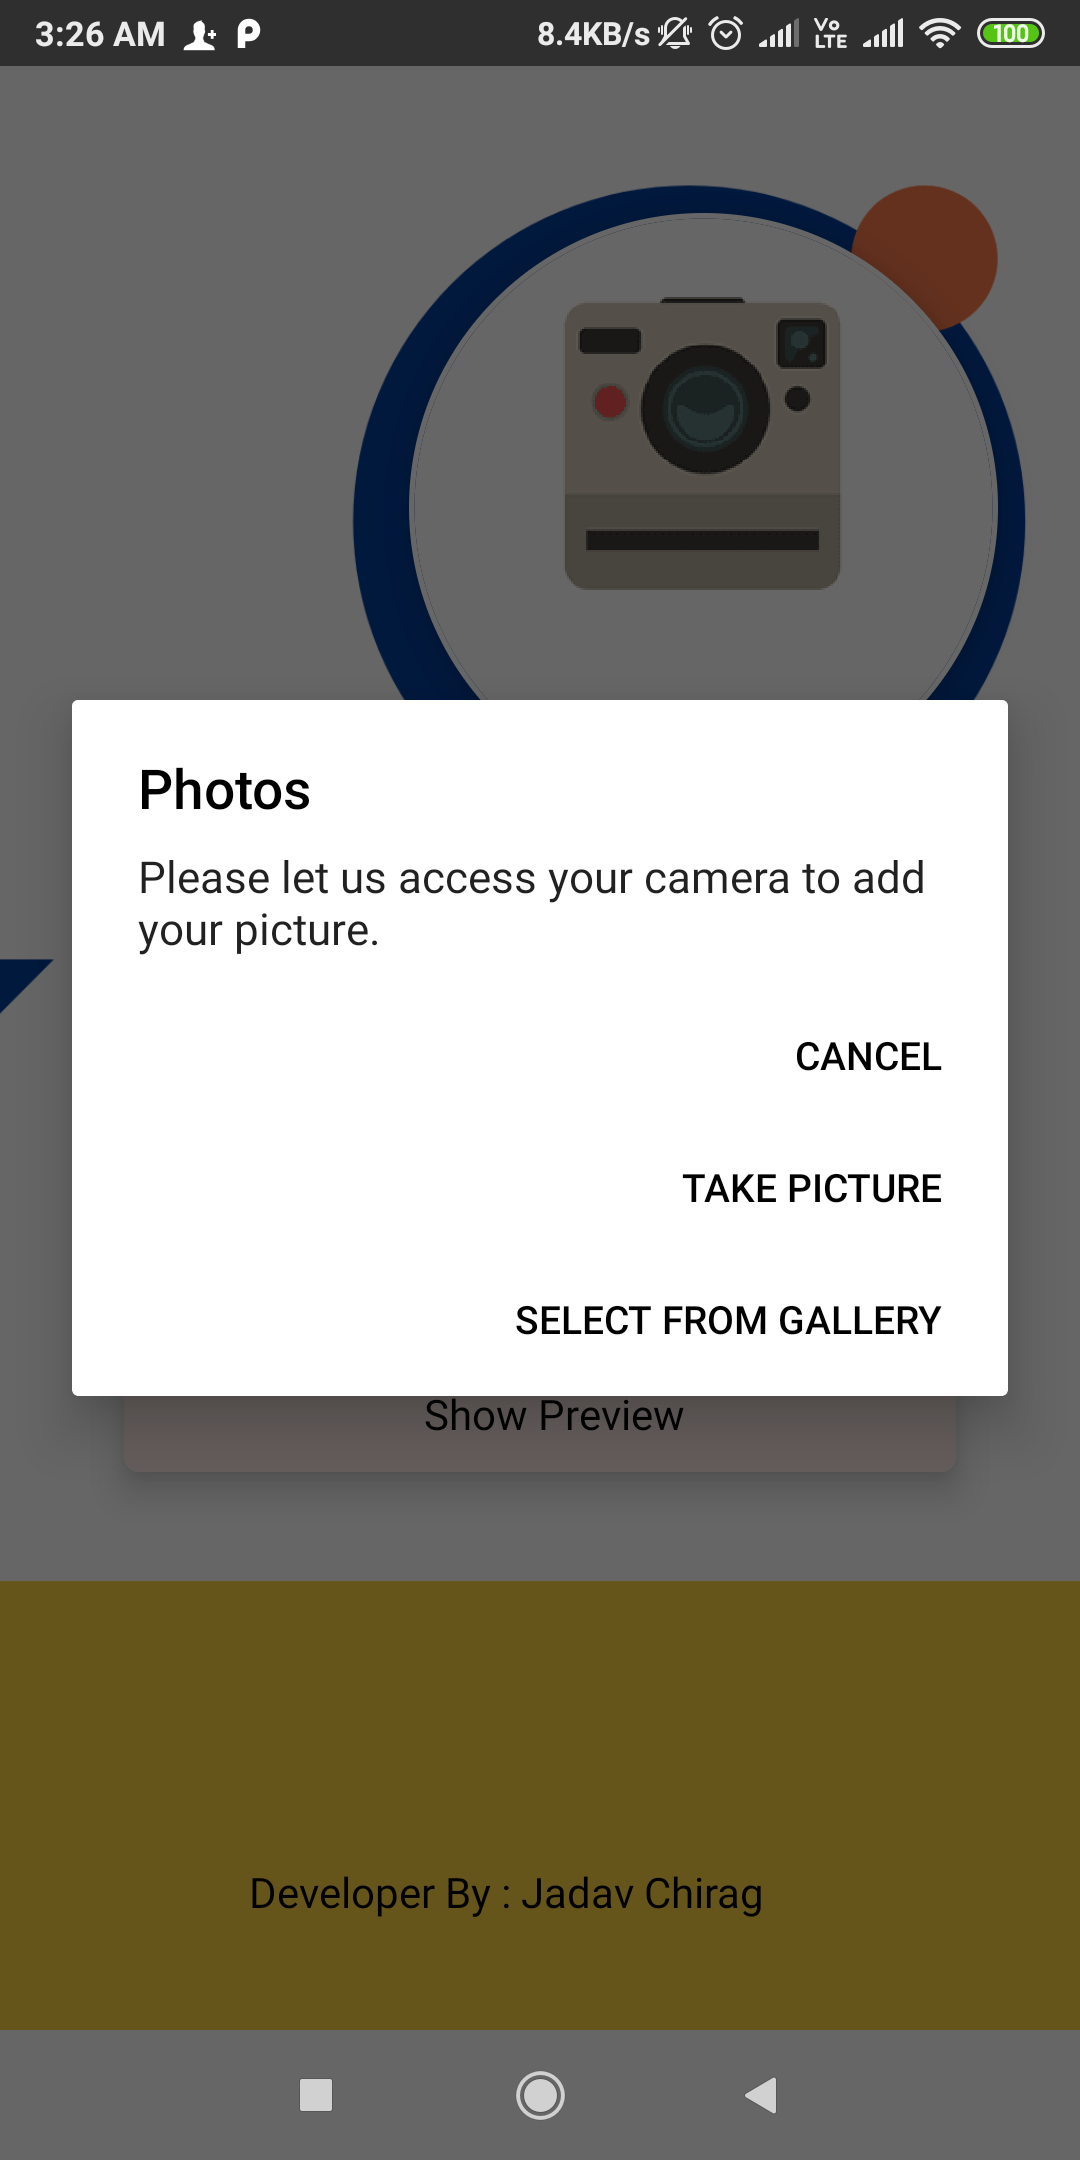 3:26 AM
8.4KB/s
Vo
LTE
100
Photos
Please let us access your camera to add
your picture.
CANCEL
TAKE PICTURE
SELECT FROM GALLERY
Show Preview
Developer By : Jadav Chirag